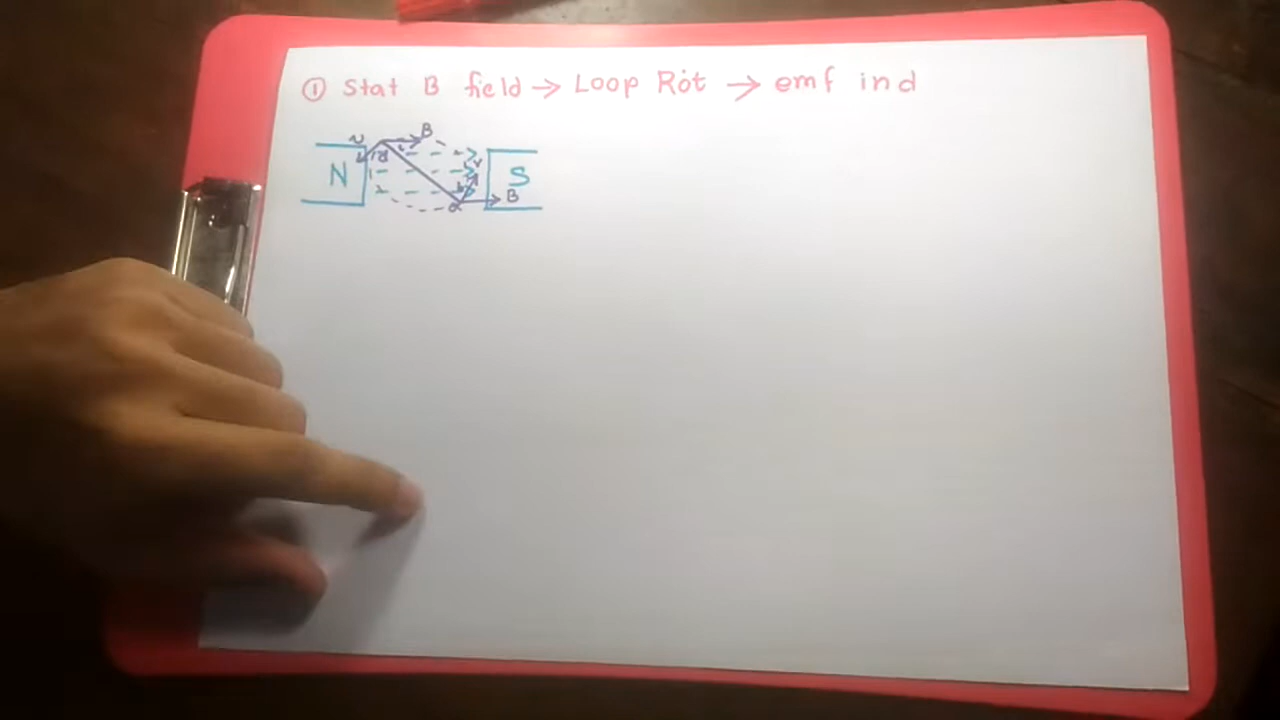 ① Stat B field → Loop Rot → emf ind
B
N S
B